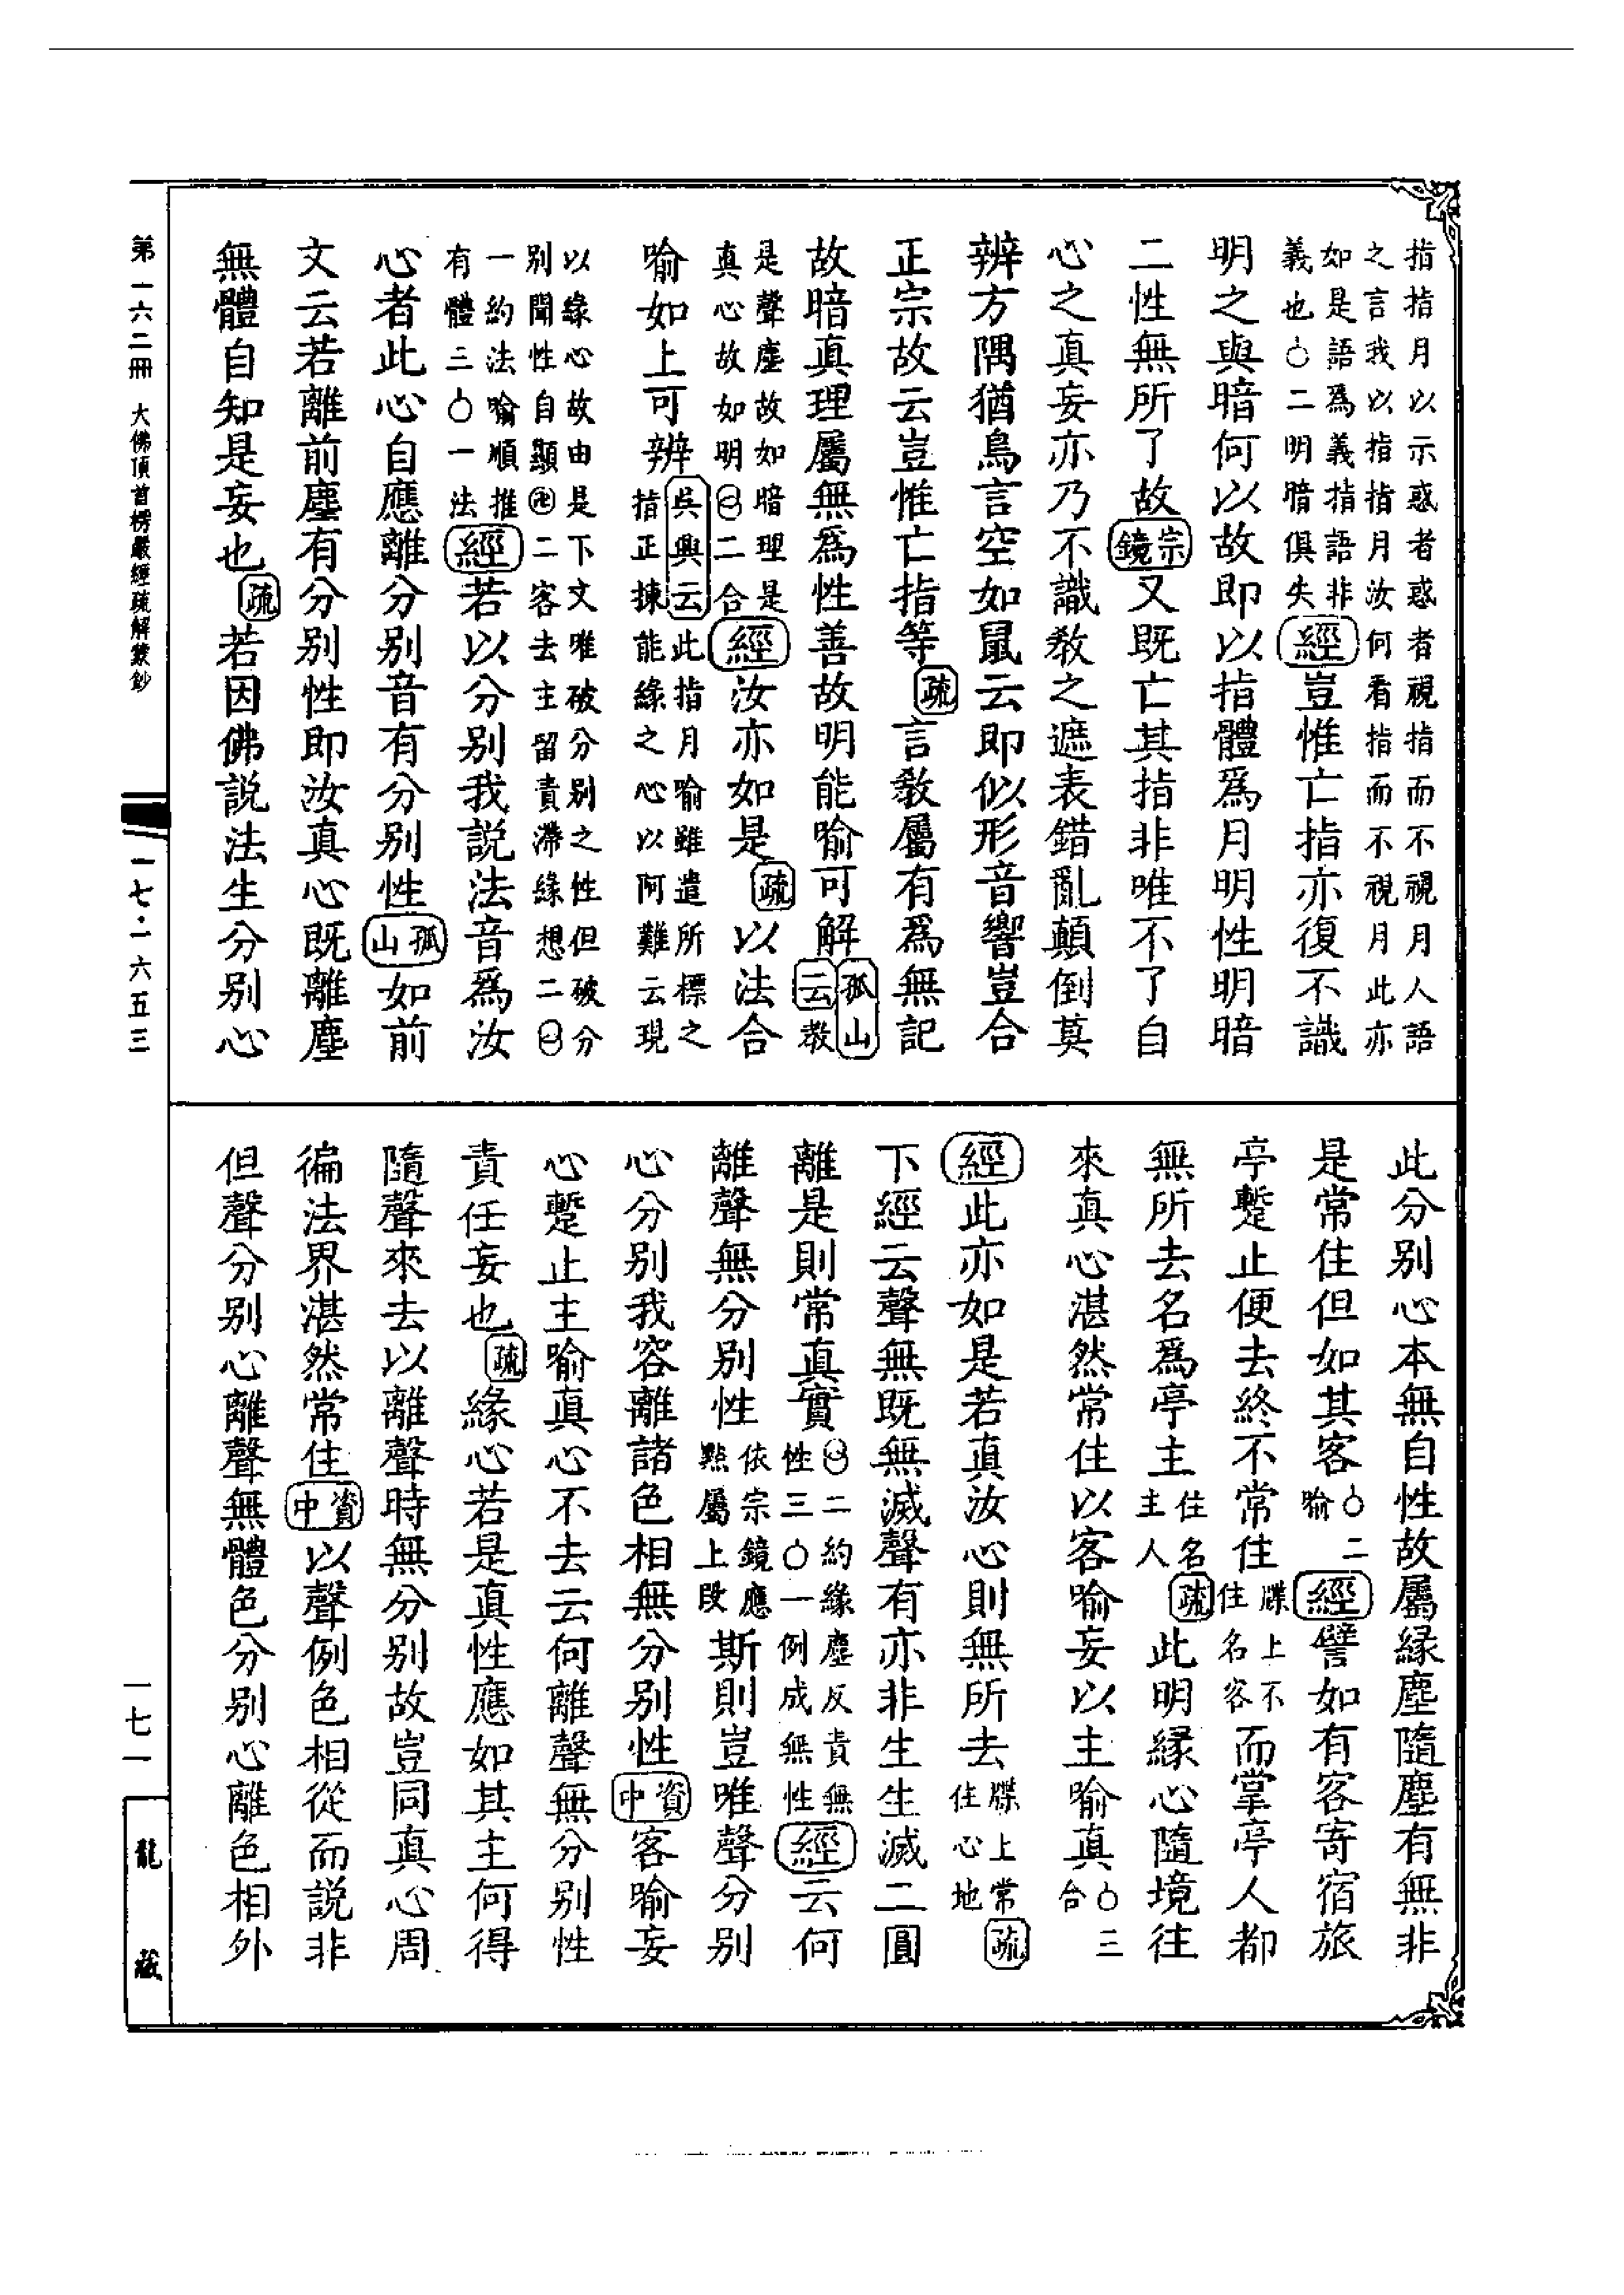 指指月以示惑者惑者視指而不視月人語
之言我以指指月汝何看指而不視月此亦
如是語為義指語非義也○二明暗俱失經豈惟亡指亦復不識
明之與暗何以故即以指體為月明性明暗
二性無所了故宗鏡又既亡其指非唯不了自
心之真妄亦乃不識教之遮表錯亂顛倒莫
辨方隅猶鳥言空如鼠云即似形音響豈合
正宗故云豈惟亡指等疏言教屬有為無記
故暗真理屬無為性善故明能喻可解孤山云教
是聲塵故如暗理是真心故如明二合經汝亦如是疏以法合
喻如上可辨吳興云此指月喻雖遣所標之指正揀能緣之心以阿難云現
以緣心故由是下文唯破分別之性但破分
別聞性自顯卍二客去主留責滯緣想二
一約法喻順推有體三○一法經若以分別我說法音為汝
心者此心自應離分別音有分別性孤山如前
文云若離前塵有分別性即汝真心既離塵
無體自知是妄也疏若因佛說法生分別心
此分別心本無自性故屬緣塵隨塵有無非
是常住但如其客○二喻經譬如有客寄宿旅
亭暫止便去終不常住牒上不住名客而掌亭人都
無所去名為亭主住名主人疏此明緣心隨境往
來真心湛然常住以客喻妄以主喻真○三合
經此亦如是若真汝心則無所去牒上常住心地疏
下經云聲無既無滅聲有亦非生生滅二圓
離是則常真實二約緣塵反責無性三○一例成無性經云何
離聲無分別性依宗鏡應點屬上段斯則豈唯聲分別
心分別我容離諸色相無分別性資中客喻妄
心暫止主喻真心不去云何離聲無分別性
責任妄也疏緣心若是真性應如其主何得
隨聲來去以離聲時無分別故豈同真心周
徧法界湛然常住資中以聲例色相從而說非
但聲分別心離聲無體色分別心離色相外
第一六二冊 大佛頂首楞嚴經疏解蒙鈔
一七·二六五三
一七一
龍藏